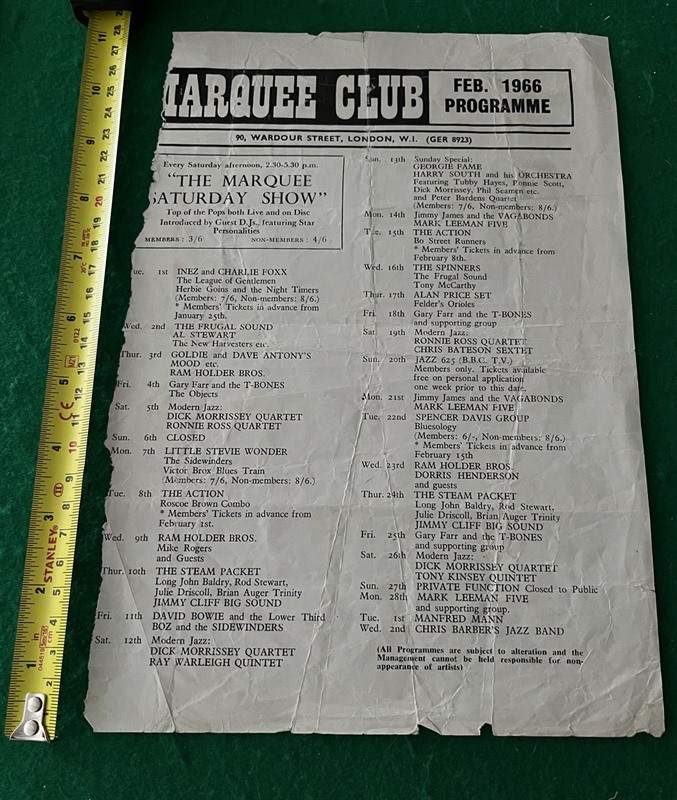 MARQUEE CLUB
FEB. 1966
PROGRAMME
90, WARDOUR STREET, LONDON, W.1. (GER 8923)
Every Saturday afternoon, 2.30-5.30 p.m.
"THE MARQUEE
SATURDAY SHOW"
Top of the Pops both Live and on Disc
Introduced by Guest D.Js., featuring Star
Personalities
MEMBERS: 3/6 NON-MEMBERS: 4/6
ue. 1st INEZ and CHARLIE FOXX
The League of Gentlemen
Herbie Goins and the Night Timers
(Members: 7/6, Non-members: 8/6.)
* Members' Tickets in advance from
January 25th.
Wed. 2nd THE FRUGAL SOUND
AL STEWART
The New Harvesters etc.
Thur. 3rd GOLDIE and DAVE ANTONY'S
MOOD etc.
RAM HOLDER BROS.
Fri. 4th Gary Farr and the T-BONES
The Objects
Sat. 5th Modern Jazz:
DICK MORRISEY QUARTET
RONNIE ROSS QUARTET
Sun. 6th CLOSED
Mon. 7th LITTLE STEVIE WONDER
The Sidewinders
Victor Brox Blues Train
(Members: 7/6, Non-members: 8/6.)
Tue. 8th THE ACTION
Roscoe Brown Combo
* Members' Tickets in advance from
February 1st.
Wed. 9th RAM HOLDER BROS.
Mike Rogers
and Guests
Thur. 10th THE STEAM PACKET
Long John Baldry, Rod Stewart,
Julie Driscoll, Brian Auger Trinity
JIMMY CLIFF BIG SOUND
Fri. 11th DAVID BOWIE and the Lower Third
BOZ and the SIDEWINDERS
Sat. 12th Modern Jazz:
DICK MORRISEY QUARTET
RAY WARLEIGH QUINTET
Sun. 13th Sunday Special:
GEORGIE FAME
HARRY SOUTH and his ORCHESTRA
Featuring Tubby Hayes, Ronnie Scott,
Dick Morrissey, Phil Seamen etc.
and Peter Bardens Quartet
(Members: 7/6, Non-members: 8/6.)
Mon. 14th Jimmy James and the VAGABONDS
MARK LEEMAN FIVE
Tue. 15th THE ACTION
Bo Street Runners
* Members' Tickets in advance from
February 8th.
Wed. 16th THE SPINNERS
The Frugal Sound
Tony McCarthy
Thur. 17th ALAN PRICE SET
Felder's Orioles
Fri. 18th Gary Farr and the T-BONES
and supporting group
Sat. 19th Modern Jazz:
RONNIE ROSS QUARTET
CHRIS BATESON SEXTET
Sun. 20th JAZZ 625 (B.B.C. T.V.)
Members only. Tickets available
free on personal application
one week prior to this date.
Mon. 21st Jimmy James and the VAGABONDS
MARK LEEMAN FIVE
Tue. 22nd SPENCER DAVIS GROUP
Bluesology
(Members: 6/-, Non-members: 8/6.)
* Members' Tickets in advance from
February 15th
Wed. 23rd RAM HOLDER BROS.
DORRIS HENDERSON
and guests
Thur. 24th THE STEAM PACKET
Long John Baldry, Rod Stewart,
Julie Driscoll, Brian Auger Trinity
JIMMY CLIFF BIG SOUND
Fri. 25th Gary Farr and the T-BONES
and supporting group
Sat. 26th Modern Jazz:
DICK MORRISEY QUARTET
TONY KINSEY QUINTET
Sun. 27th PRIVATE FUNCTION Closed to Public
Mon. 28th MARK LEEMAN FIVE
and supporting group.
Tue. 1st MANFRED MANN
Wed. 2nd CHRIS BARBER'S JAZZ BAND
(All Programmes are subject to alteration and the
Management cannot be held responsible for non-
appearance of artists)
STANLEY